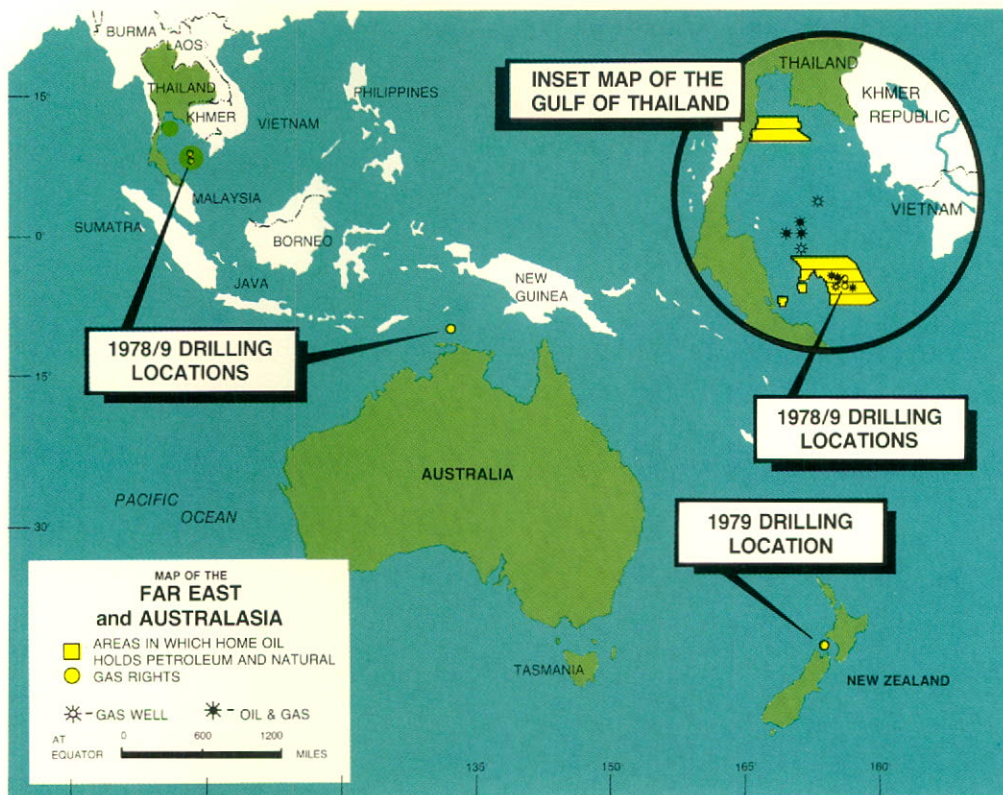 BURMA
LAOS
THAILAND
KHMER
VIETNAM
PHILIPPINES
15°
MALAYSIA
SUMATRA
0°
BORNEO
JAVA
NEW
GUINEA
1978/9 DRILLING
LOCATIONS
15°
INSET MAP OF THE
GULF OF THAILAND
THAILAND
KHMER
REPUBLIC
VIETNAM
1978/9 DRILLING
LOCATIONS
AUSTRALIA
PACIFIC
OCEAN
30°
1979 DRILLING
LOCATION
TASMANIA
NEW ZEALAND
MAP OF THE
FAR EAST
and AUSTRALASIA
AREAS IN WHICH HOME OIL
HOLDS PETROLEUM AND NATURAL
GAS RIGHTS
-GAS WELL
-OIL & GAS
AT
EQUATOR
0 600 1200
MILES
135° 150° 165° 180°